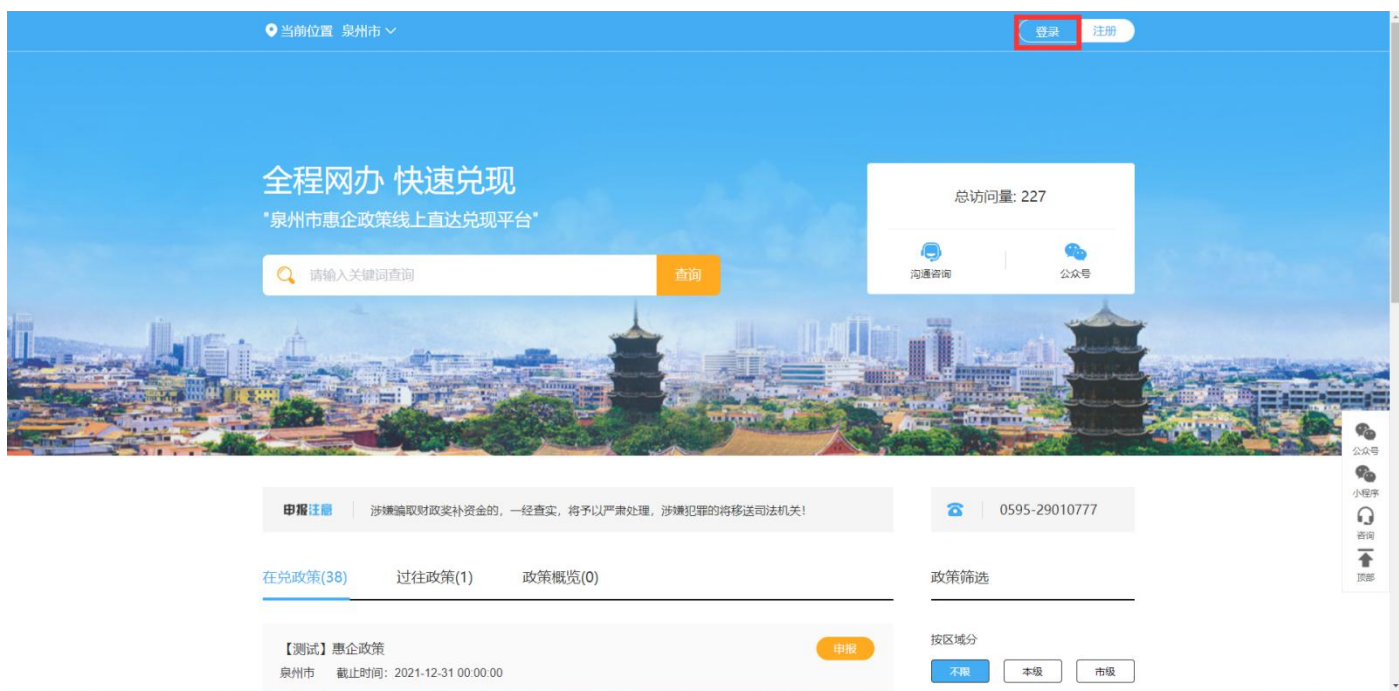 当前位置 泉州市
登录 注册
全程网办 快速兑现
"泉州市惠企政策线上直达兑现平台"
请输入关键词查询 查询
总访问量: 227
沟通咨询 公众号
公众号
小程序
咨询
顶部
申报注意 涉嫌骗取财政奖补资金的，一经查实，将予以严肃处理，涉嫌犯罪的将移送司法机关！
0595-29010777
在兑政策(38) 过往政策(1) 政策概览(0)
政策筛选
【测试】惠企政策 申报
泉州市 截止时间：2021-12-31 00:00:00
按区域分
不限 本级 市级